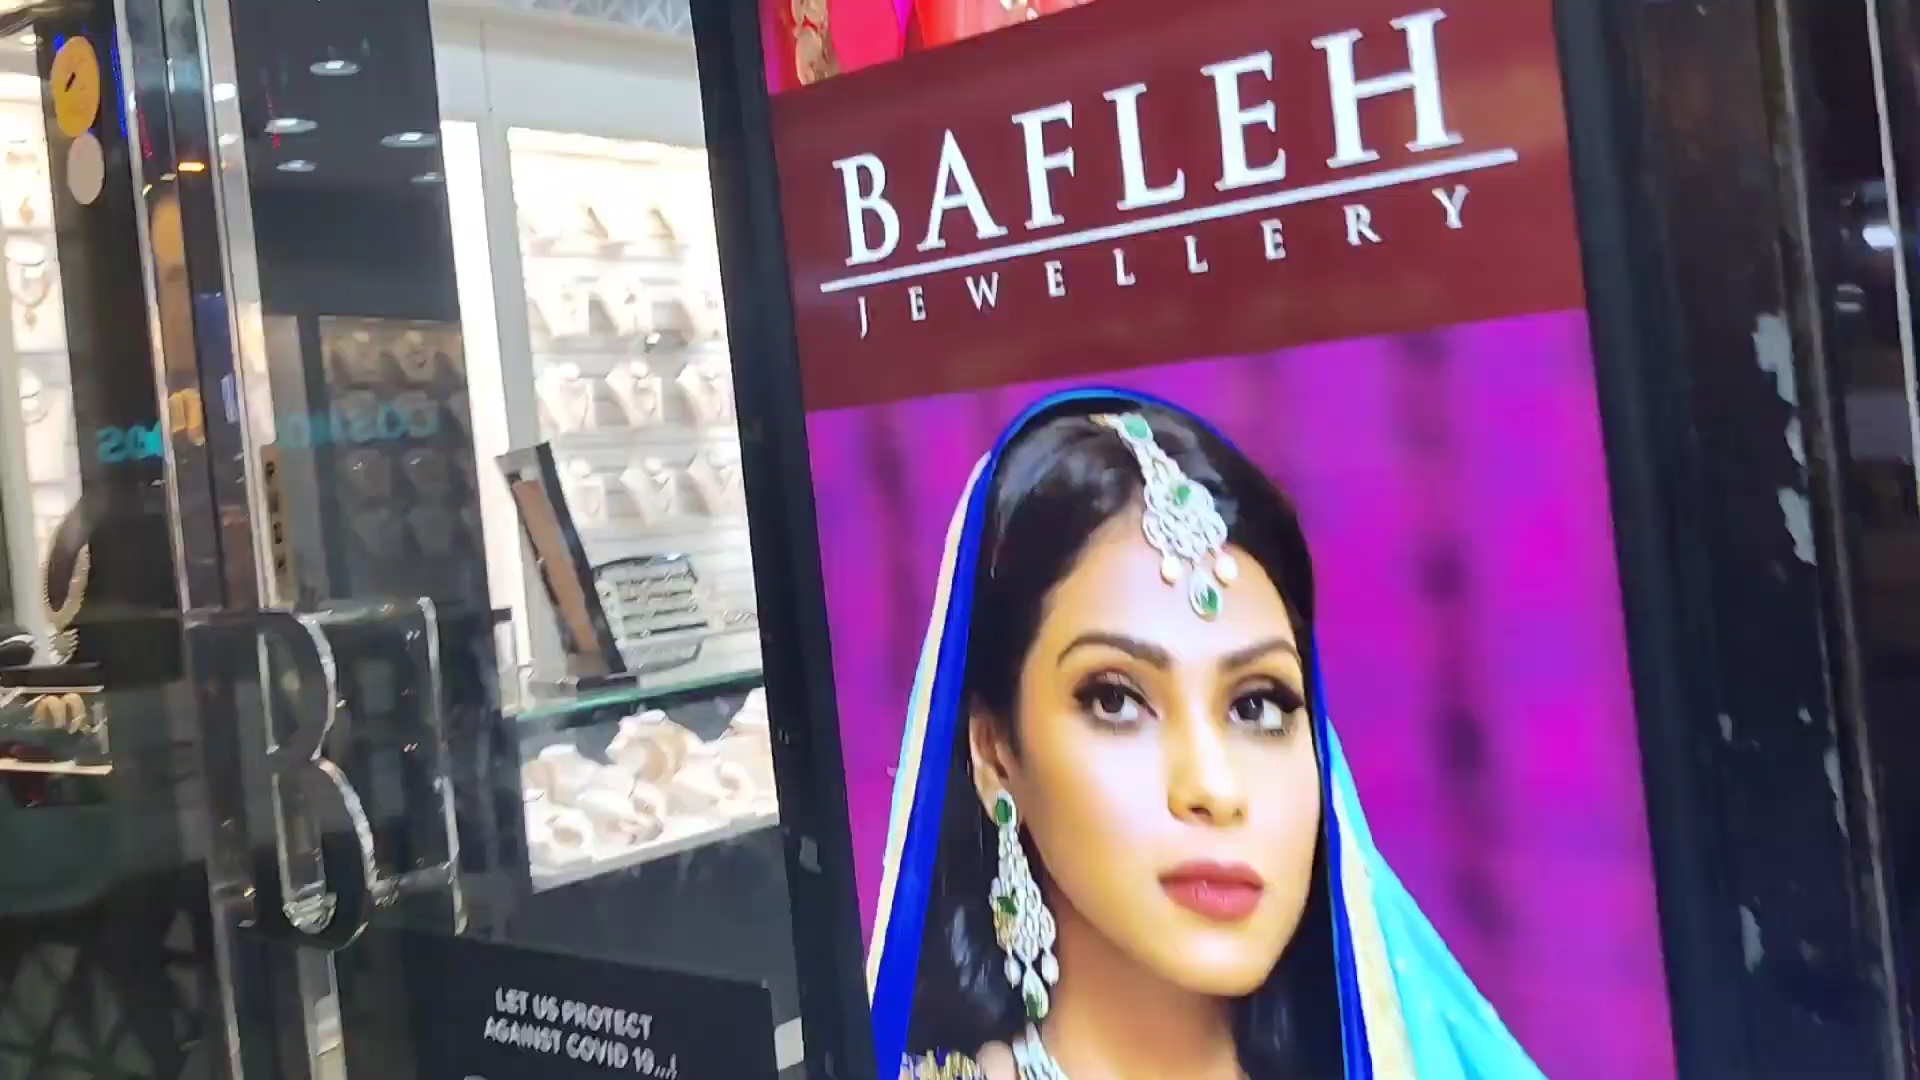 BAFLEH
JEWELLERY
B
LET US PROTECT
AGAINST COVID 19...!